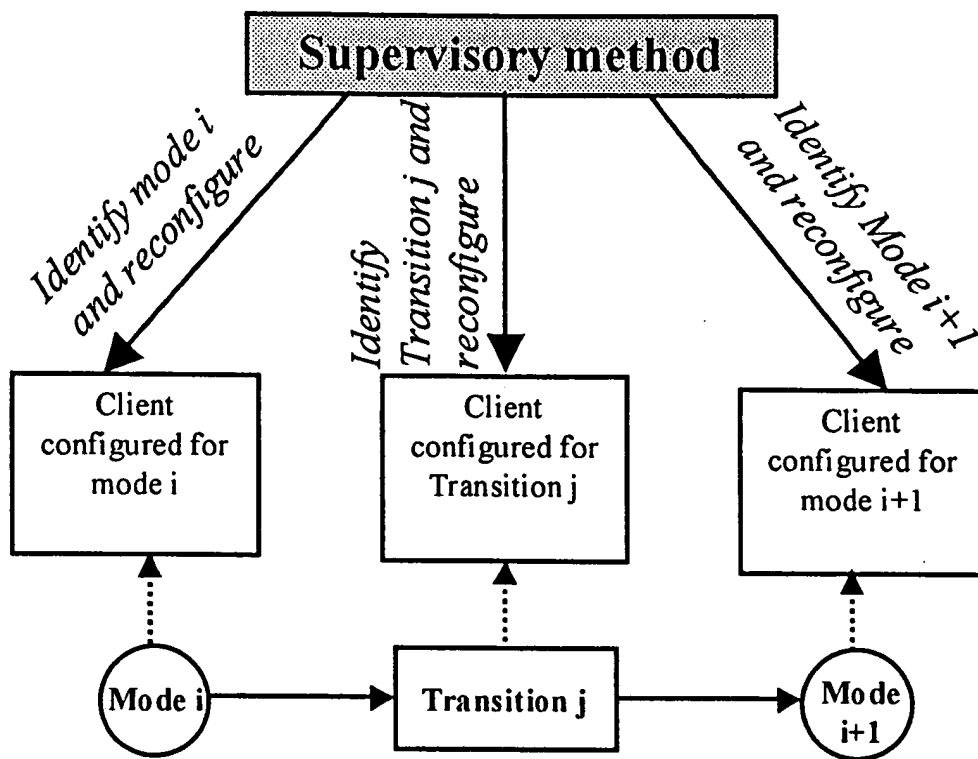 Supervisory method
Identify mode i
and reconfigure
Identify
Transition j and
reconfigure
Identify Mode i+1
and reconfigure
Client
configured for
mode i
Client
configured for
Transition j
Client
configured for
mode i+1
Mode i
Transition j
Mode
i+1